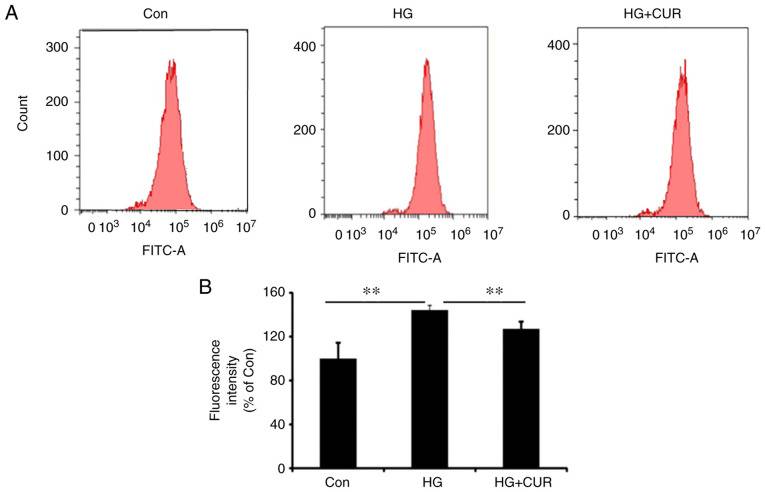 A
Con
HG
HG+CUR
Count
300
200
100
0
0 10³ 10⁴ 10⁵ 10⁶ 10⁷
FITC-A
400
200
0
0 10³ 10⁴ 10⁵ 10⁶ 10⁷
FITC-A
400
200
0
0 10³ 10⁴ 10⁵ 10⁶ 10⁷
FITC-A
B
Fluorescence
intensity
(% of Con)
160
120
80
40
0
** **
Con HG HG+CUR